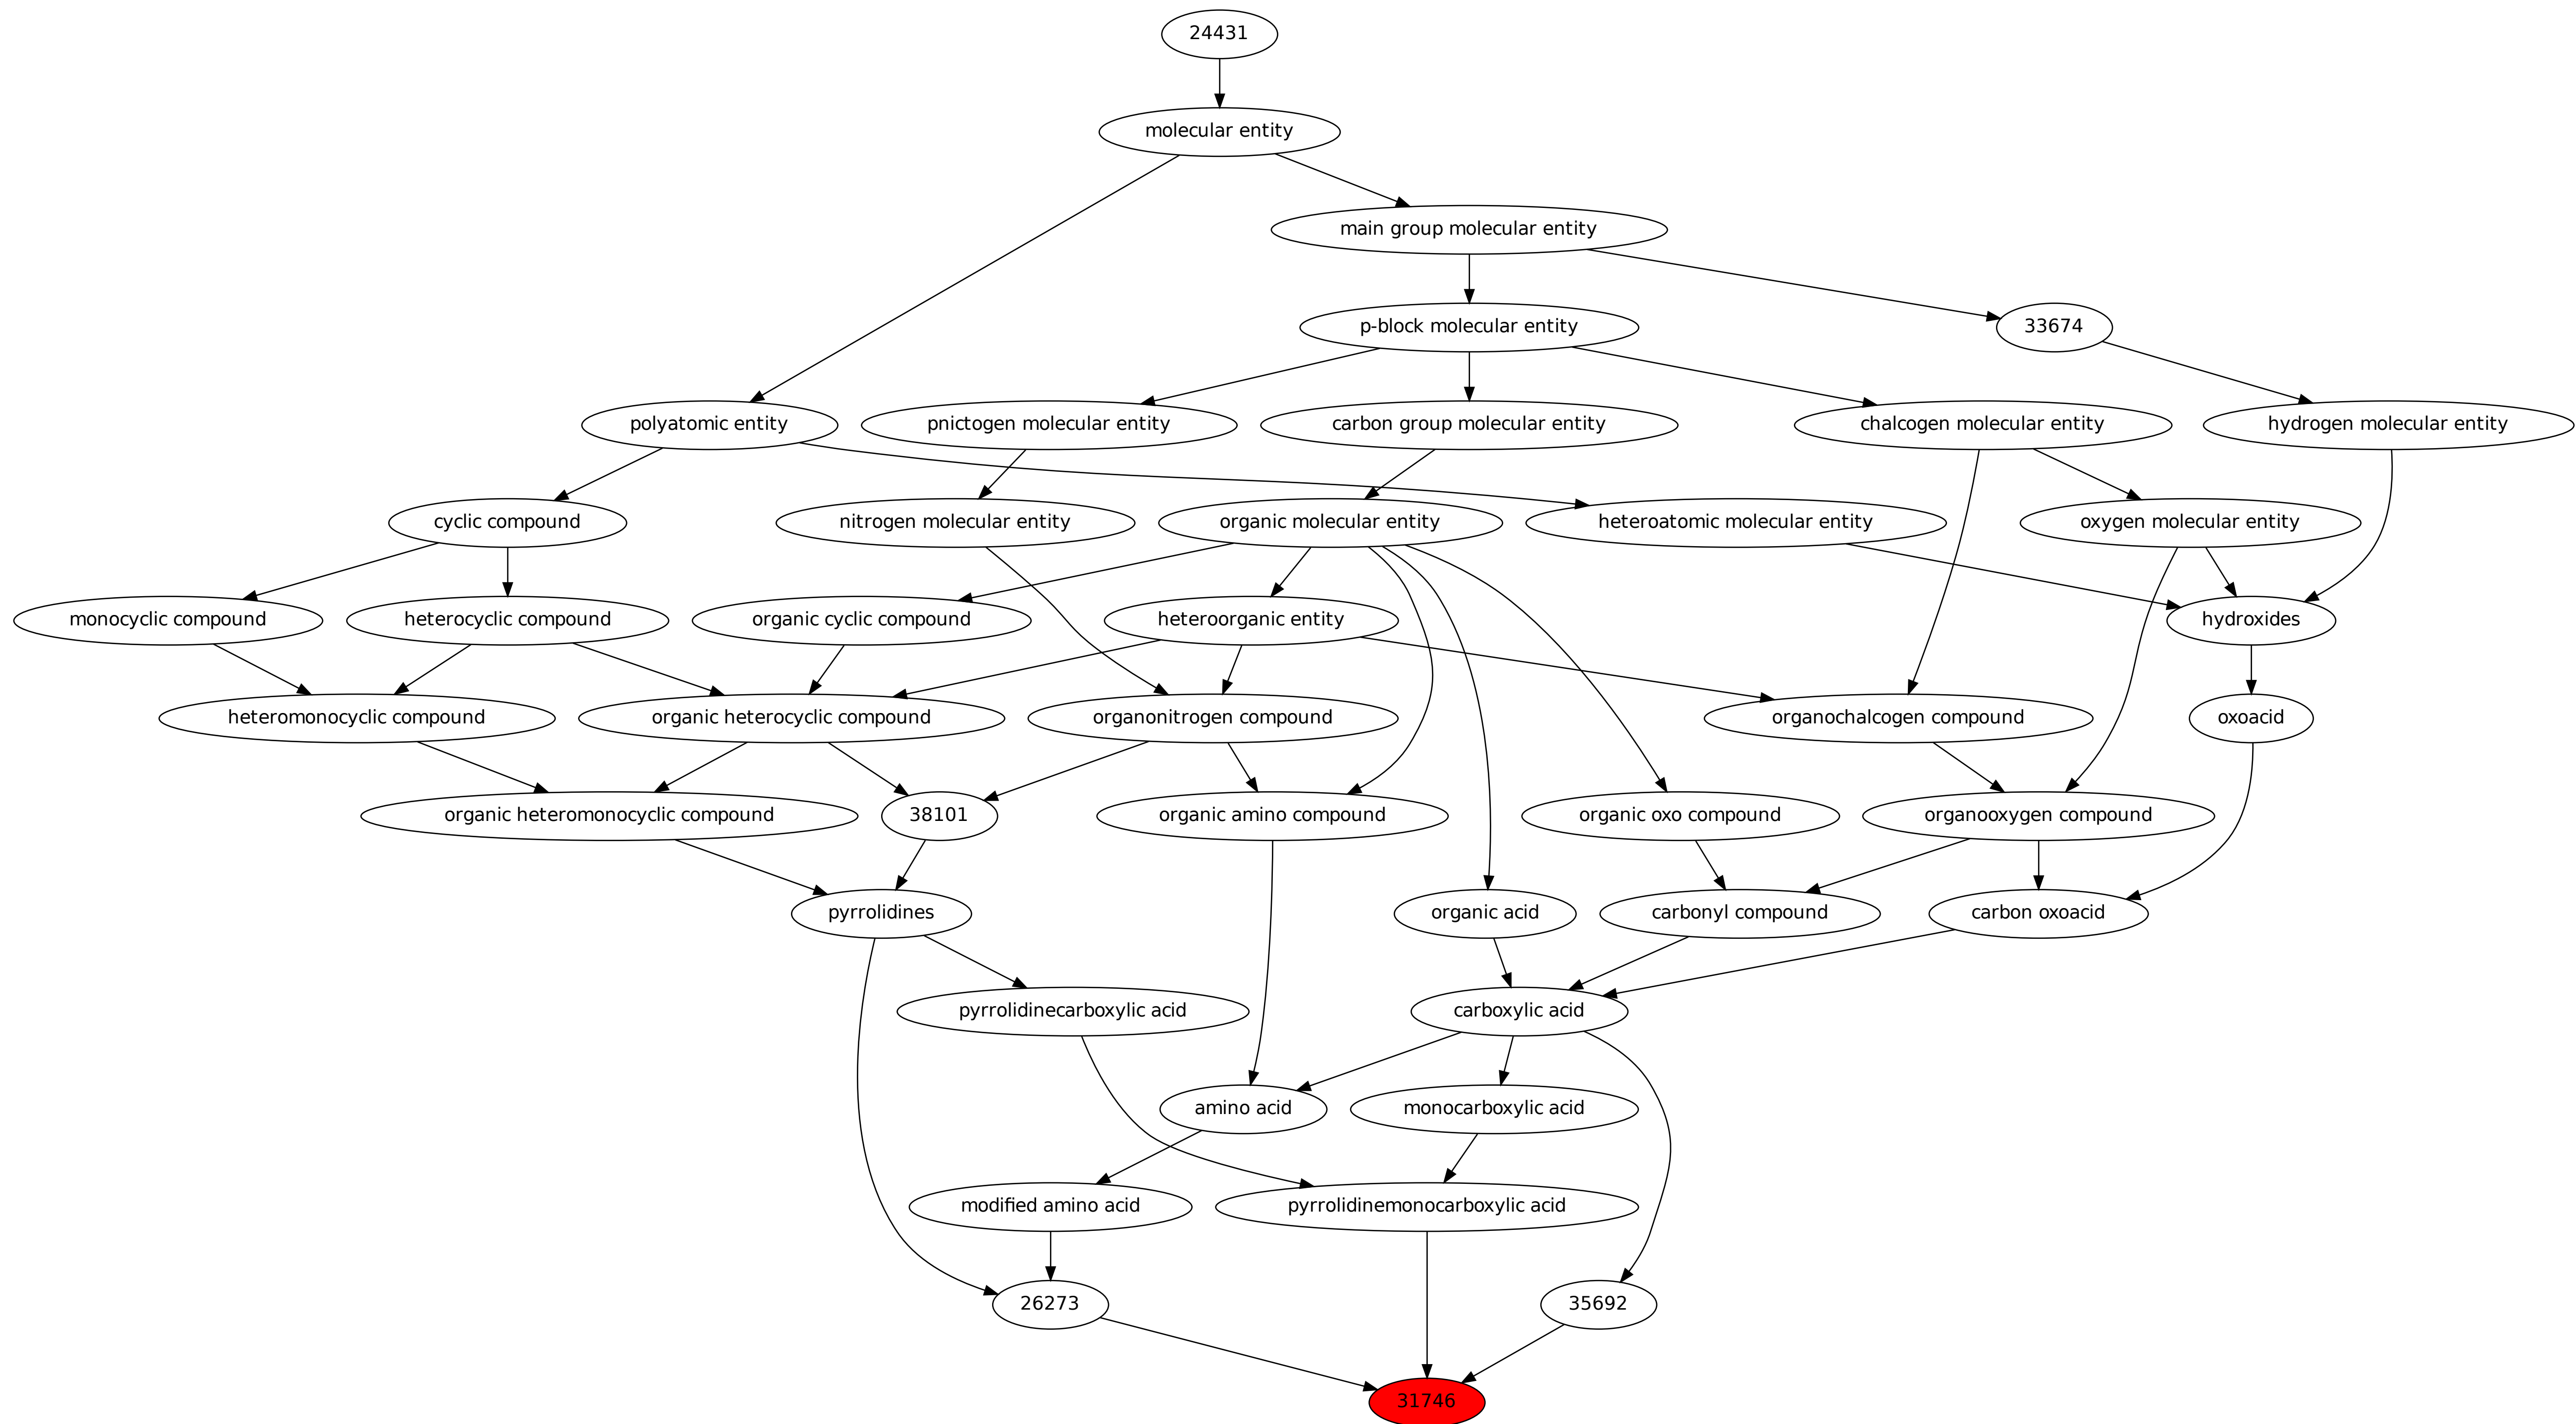 24431
molecular entity
main group molecular entity
p-block molecular entity
33674
polyatomic entity
pnictogen molecular entity
carbon group molecular entity
chalcogen molecular entity
hydrogen molecular entity
cyclic compound
nitrogen molecular entity
organic molecular entity
heteroatomic molecular entity
oxygen molecular entity
monocyclic compound
heterocyclic compound
organic cyclic compound
heteroorganic entity
hydroxides
heteromonocyclic compound
organic heterocyclic compound
organonitrogen compound
organochalcogen compound
oxoacid
organic heteromonocyclic compound
38101
organic amino compound
organic oxo compound
organooxygen compound
pyrrolidines
organic acid
carbonyl compound
carbon oxoacid
pyrrolidinecarboxylic acid
carboxylic acid
amino acid
monocarboxylic acid
modified amino acid
pyrrolidinemonocarboxylic acid
26273
35692
31746